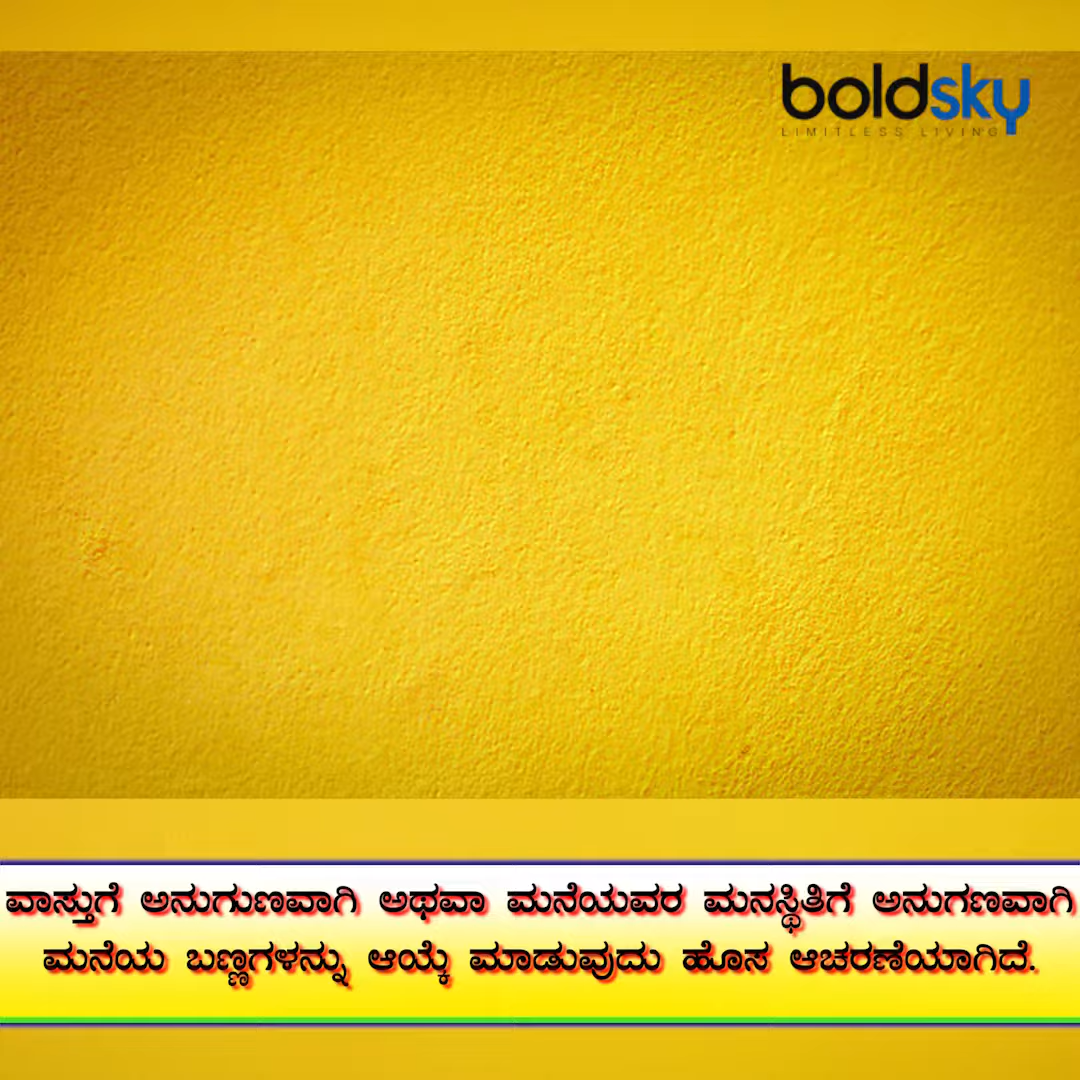 boldsky
LIMITLESS LIVING
ವಾಸ್ತುಗೆ ಅನುಗುಣವಾಗಿ ಅಥವಾ ಮನೆಯವರ ಮನಸ್ಥಿತಿಗೆ ಅನುಗಣವಾಗಿ
ಮನೆಯ ಬಣ್ಣಗಳನ್ನು ಆಯ್ಕೆ ಮಾಡುವುದು ಹೊಸ ಆಚರಣೆಯಾಗಿದೆ.